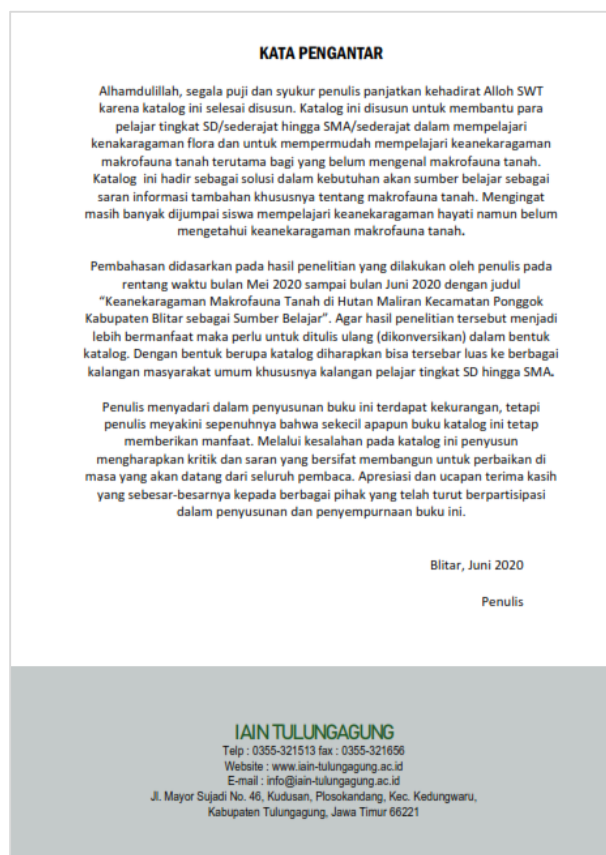 KATA PENGANTAR
Alhamdulillah, segala puji dan syukur penulis panjatkan kehadirat Alloh SWT
karena katalog ini selesai disusun. Katalog ini disusun untuk membantu para
pelajar tingkat SD/sederajat hingga SMA/sederajat dalam mempelajari
kenakaragaman flora dan untuk mempermudah mempelajari keanekaragaman
makrofauna tanah terutama bagi yang belum mengenal makrofauna tanah.
Katalog ini hadir sebagai solusi dalam kebutuhan akan sumber belajar sebagai
saran informasi tambahan khususnya tentang makrofauna tanah. Mengingat
masih banyak dijumpai siswa mempelajari keanekaragaman hayati namun belum
mengetahui keanekaragaman makrofauna tanah.
Pembahasan didasarkan pada hasil penelitian yang dilakukan oleh penulis pada
rentang waktu bulan Mei 2020 sampai bulan Juni 2020 dengan judul
“Keanekaragaman Makrofauna Tanah di Hutan Maliran Kecamatan Ponggok
Kabupaten Blitar sebagai Sumber Belajar”. Agar hasil penelitian tersebut menjadi
lebih bermanfaat maka perlu untuk ditulis ulang (dikonversikan) dalam bentuk
katalog. Dengan bentuk berupa katalog diharapkan bisa tersebar luas ke berbagai
kalangan masyarakat umum khususnya kalangan pelajar tingkat SD hingga SMA.
Penulis menyadari dalam penyusunan buku ini terdapat kekurangan, tetapi
penulis meyakini sepenuhnya bahwa sekecil apapun buku katalog ini tetap
memberikan manfaat. Melalui kesalahan pada katalog ini penyusun
mengharapkan kritik dan saran yang bersifat membangun untuk perbaikan di
masa yang akan datang dari seluruh pembaca. Apresiasi dan ucapan terima kasih
yang sebesar-besarnya kepada berbagai pihak yang telah turut berpartisipasi
dalam penyusunan dan penyempurnaan buku ini.
Blitar, Juni 2020
Penulis
IAIN TULUNGAGUNG
Telp : 0355-321513 fax : 0355-321656
Website : www.iain-tulungagung.ac.id
E-mail : info@iain-tulungagung.ac.id
Jl. Mayor Sujadi No. 46, Kudusan, Plosokandang, Kec. Kedungwaru,
Kabupaten Tulungagung, Jawa Timur 66221